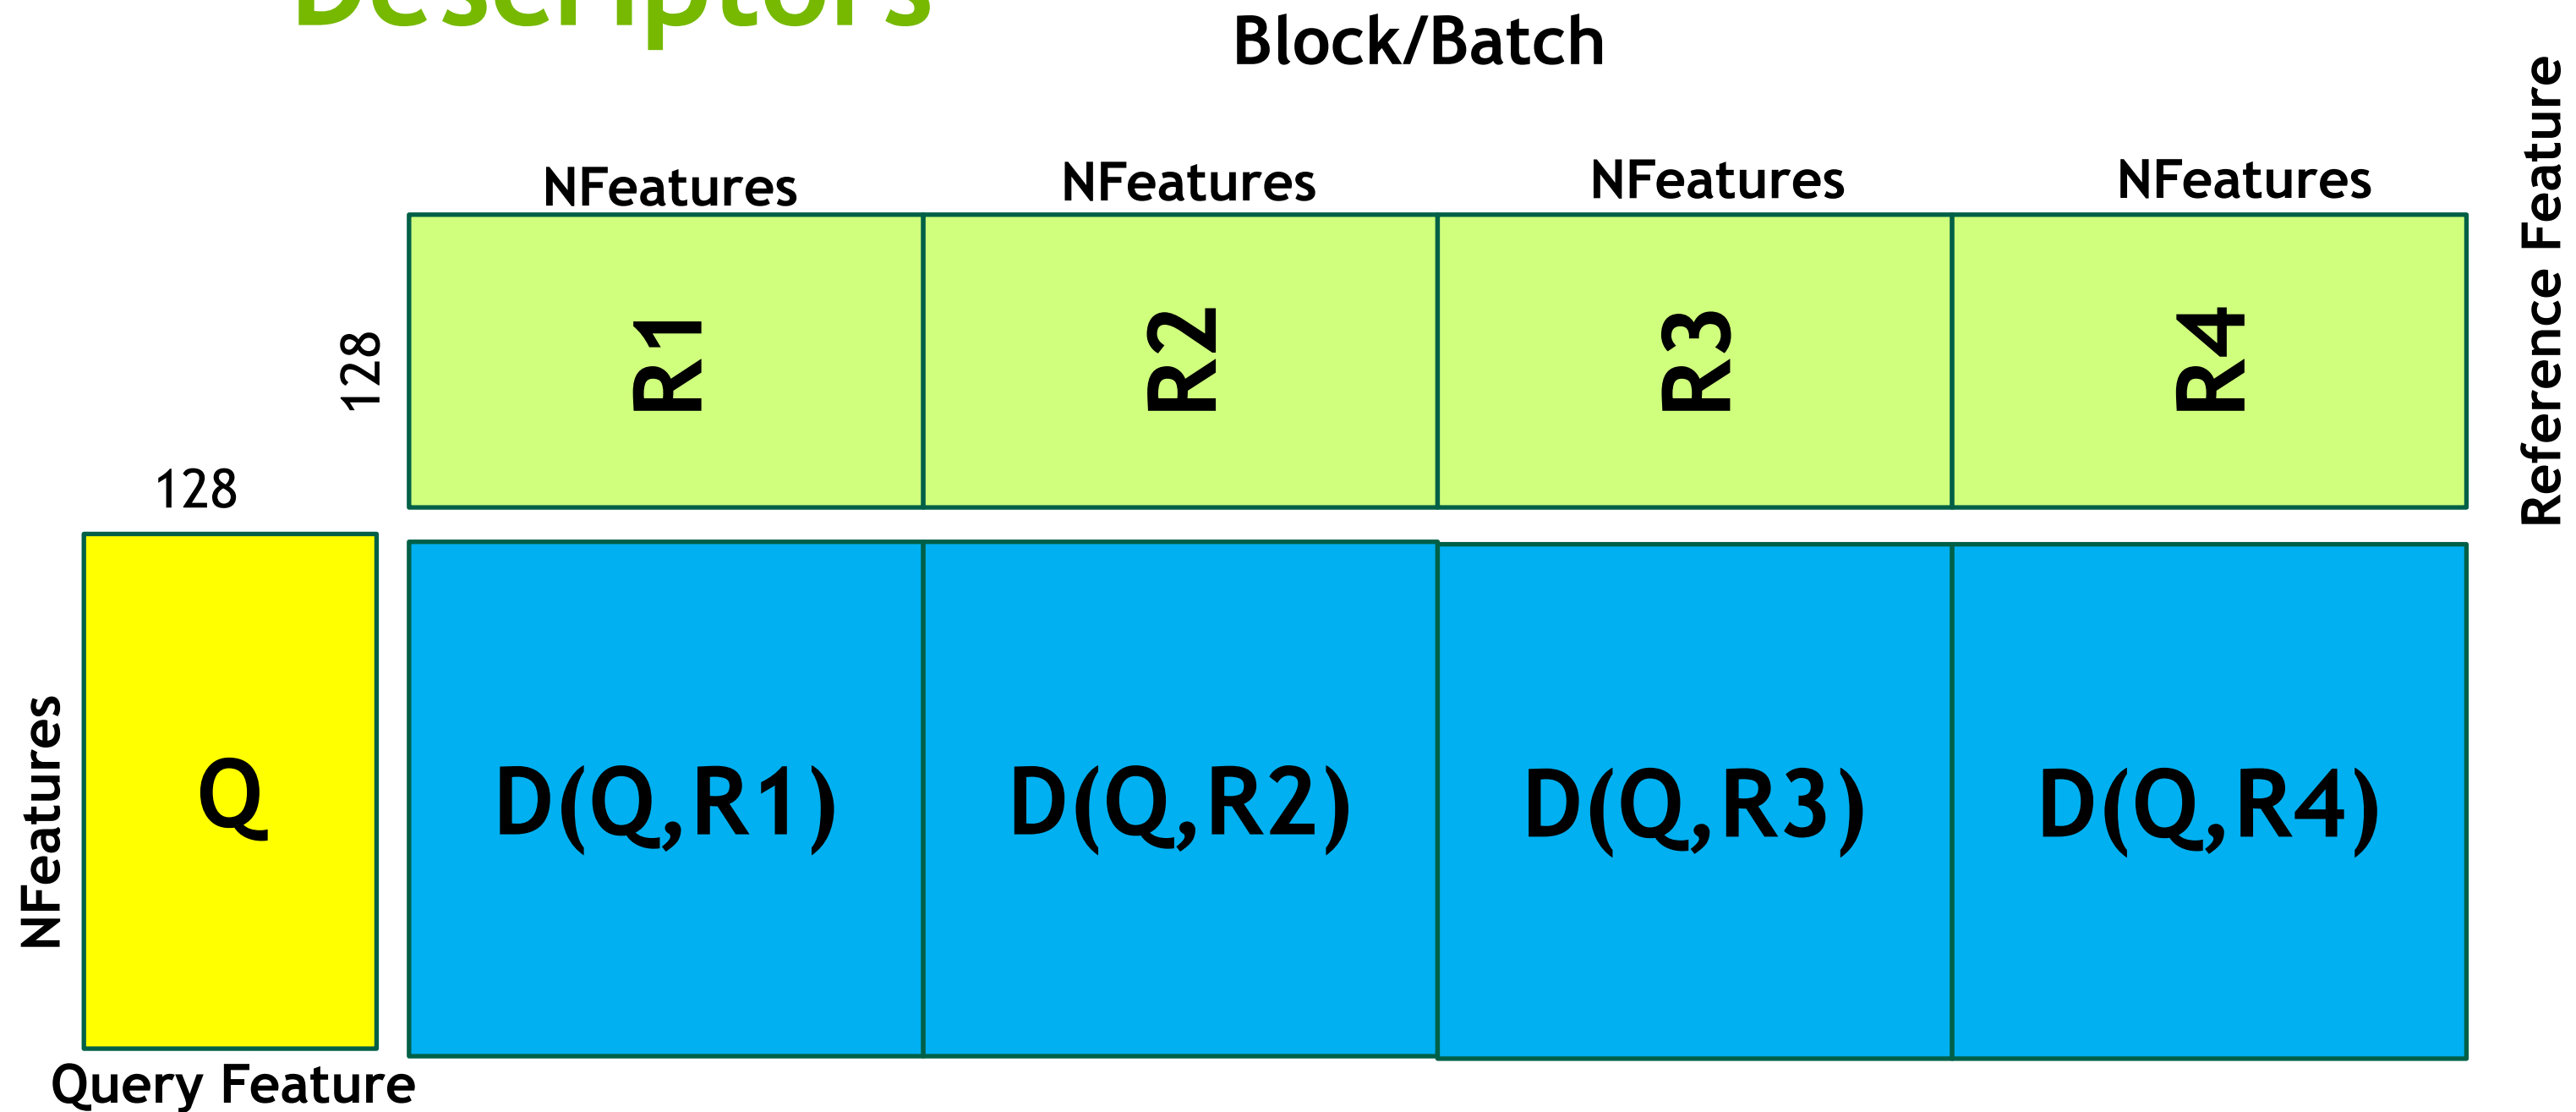 Descriptors
Block/Batch
NFeatures NFeatures NFeatures NFeatures
Reference Feature
128
R1 R2 R3 R4
128
NFeatures
Q D(Q,R1) D(Q,R2) D(Q,R3) D(Q,R4)
Query Feature